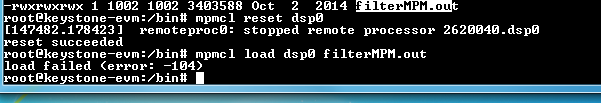 -rwxrwxrwx 1 1002 1002 3403588 Oct  2  2014 filterMPM.out
root@keystone-evm:/bin# mpmcl reset dsp0
[147482.178423]  remoteproc0: stopped remote processor 2620040.dsp0
reset succeeded
root@keystone-evm:/bin# mpmcl load dsp0 filterMPM.out
load failed (error: -104)
root@keystone-evm:/bin#